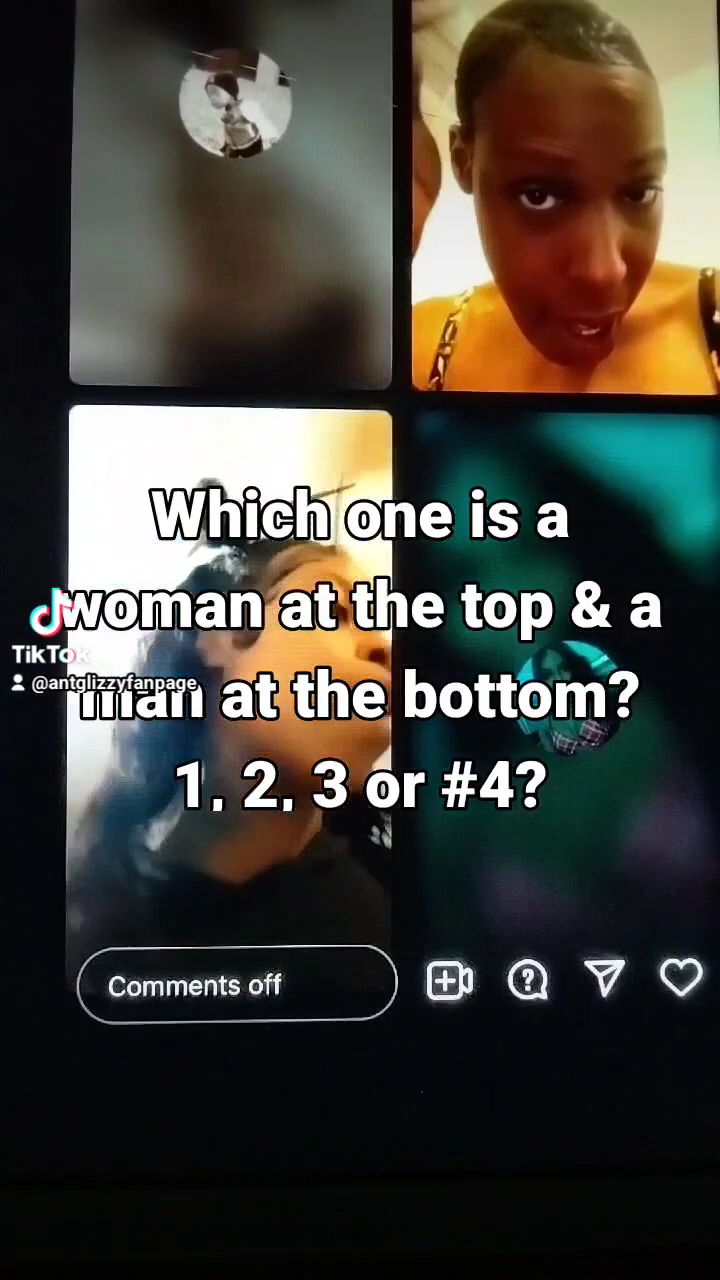 Which one is a
woman at the top & a
man at the bottom?
1, 2, 3 or #4?
TikTok
@antglizzyfanpage
Comments off